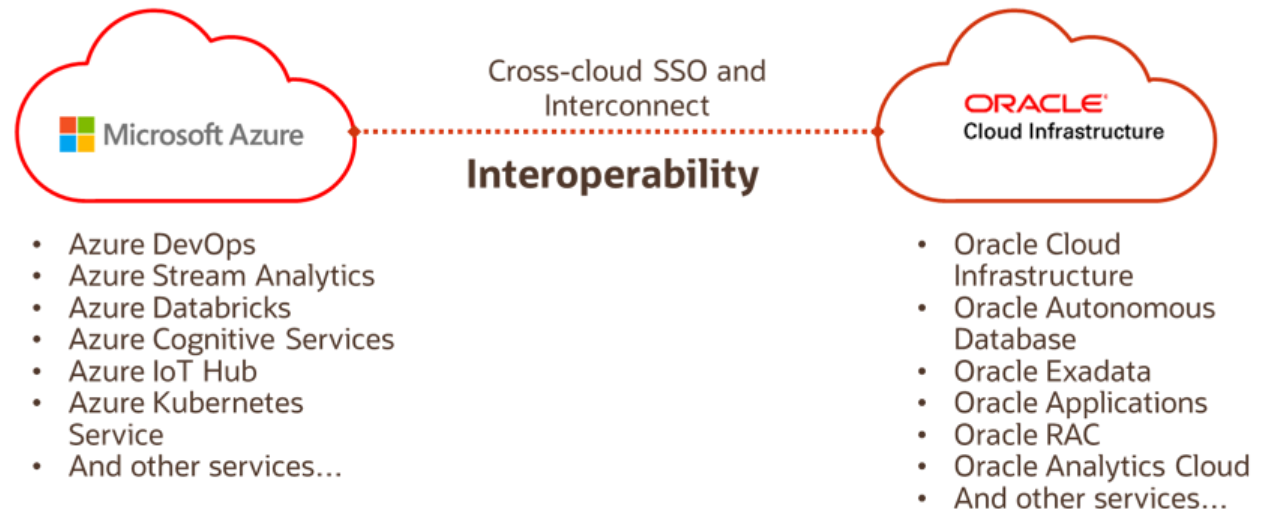 Microsoft Azure
Cross-cloud SSO and
Interconnect
Interoperability
ORACLE®
Cloud Infrastructure
• Azure DevOps
• Azure Stream Analytics
• Azure Databricks
• Azure Cognitive Services
• Azure IoT Hub
• Azure Kubernetes
Service
• And other services...
• Oracle Cloud
Infrastructure
• Oracle Autonomous
Database
• Oracle Exadata
• Oracle Applications
• Oracle RAC
• Oracle Analytics Cloud
• And other services...